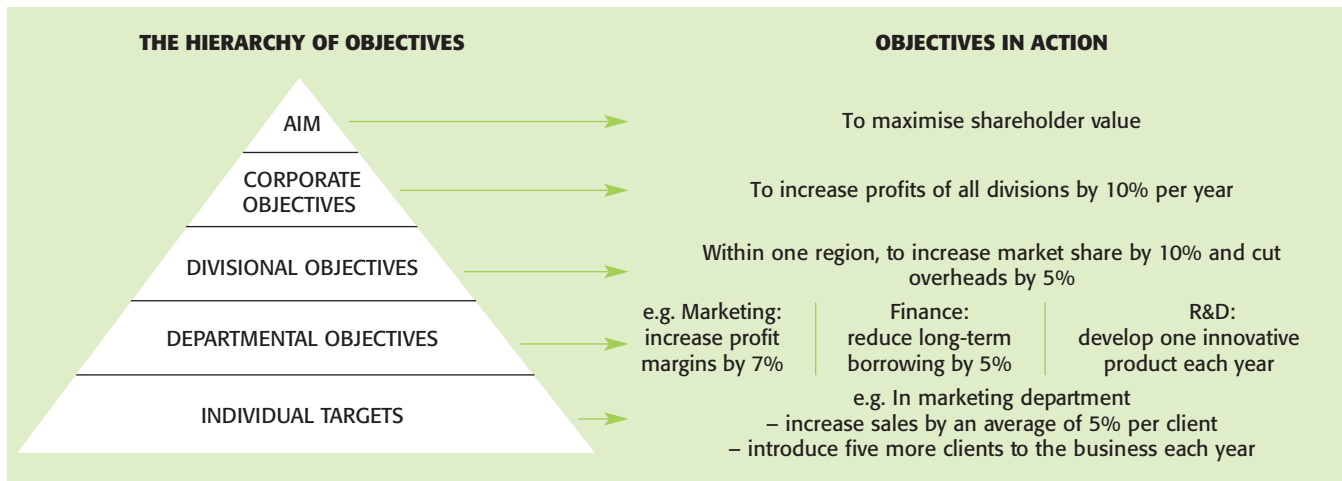 THE HIERARCHY OF OBJECTIVES
OBJECTIVES IN ACTION
AIM
To maximise shareholder value
CORPORATE
OBJECTIVES
To increase profits of all divisions by 10% per year
DIVISIONAL OBJECTIVES
Within one region, to increase market share by 10% and cut
overheads by 5%
DEPARTMENTAL OBJECTIVES
e.g. Marketing:
increase profit
margins by 7%
Finance:
reduce long-term
borrowing by 5%
R&D:
develop one innovative
product each year
INDIVIDUAL TARGETS
e.g. In marketing department
– increase sales by an average of 5% per client
– introduce five more clients to the business each year